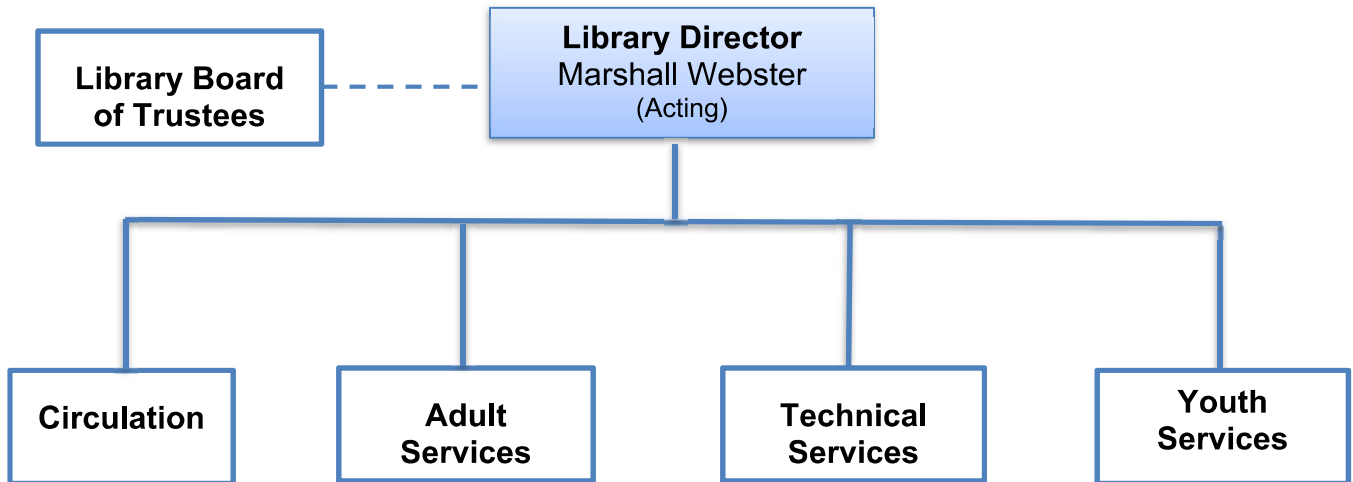 Library Director
Marshall Webster
(Acting)
Library Board
of Trustees
Circulation
Adult
Services
Technical
Services
Youth
Services